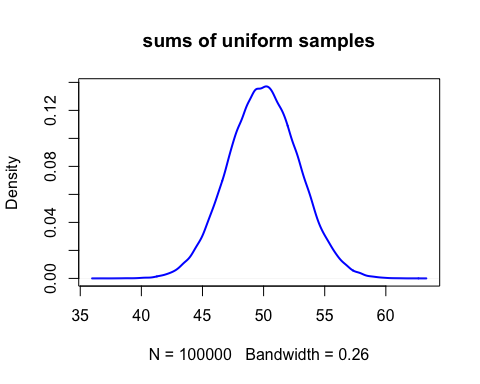 sums of uniform samples
Density
0.00
0.04
0.08
0.12
35 40 45 50 55 60
N = 100000 Bandwidth = 0.26